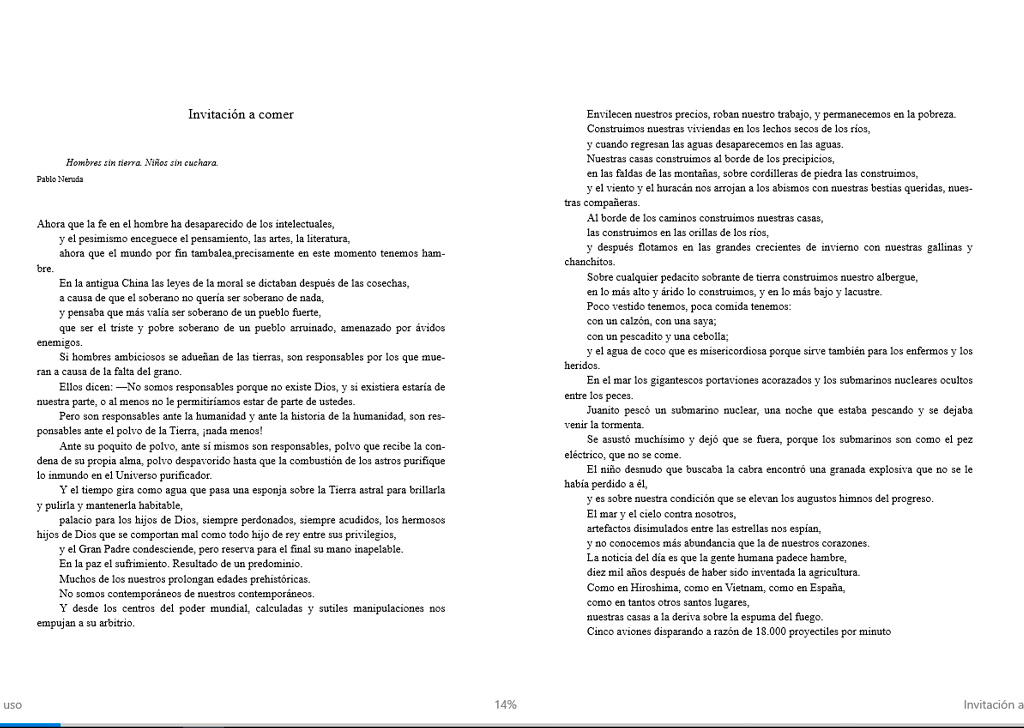 Invitación a comer
Hombres sin tierra. Niños sin cuchara.
Pablo Neruda
Ahora que la fe en el hombre ha desaparecido de los intelectuales,
y el pesimismo enceguece el pensamiento, las artes, la literatura,
ahora que el mundo por fin tambalea,precisamente en este momento tenemos ham-
bre.
En la antigua China las leyes de la moral se dictaban después de las cosechas,
a causa de que el soberano no quería ser soberano de nada,
y pensaba que más valía ser soberano de un pueblo fuerte,
que ser el triste y pobre soberano de un pueblo arruinado, amenazado por ávidos
enemigos.
Si hombres ambiciosos se adueñan de las tierras, son responsables por los que mue-
ran a causa de la falta del grano.
Ellos dicen: —No somos responsables porque no existe Dios, y si existiera estaría de
nuestra parte, o al menos no le permitiríamos estar de parte de ustedes.
Pero son responsables ante la humanidad y ante la historia de la humanidad, son res-
ponsables ante el polvo de la Tierra, ¡nada menos!
Ante su poquito de polvo, ante sí mismos son responsables, polvo que recibe la con-
dena de su propia alma, polvo despavorido hasta que la combustión de los astros purifique
lo inmundo en el Universo purificador.
Y el tiempo gira como agua que pasa una esponja sobre la Tierra astral para brillarla
y pulirla y mantenerla habitable,
palacio para los hijos de Dios, siempre perdonados, siempre acudidos, los hermosos
hijos de Dios que se comportan mal como todo hijo de rey entre sus privilegios,
y el Gran Padre condesciende, pero reserva para el final su mano inapelable.
En la paz el sufrimiento. Resultado de un predominio.
Muchos de los nuestros prolongan edades prehistóricas.
No somos contemporáneos de nuestros contemporáneos.
Y desde los centros del poder mundial, calculadas y sutiles manipulaciones nos
empujan a su arbitrio.
Envilecen nuestros precios, roban nuestro trabajo, y permanecemos en la pobreza.
Construimos nuestras viviendas en los lechos secos de los ríos,
y cuando regresan las aguas desaparecemos en las aguas.
Nuestras casas construimos al borde de los precipicios,
en las faldas de las montañas, sobre cordilleras de piedra las construimos,
y el viento y el huracán nos arrojan a los abismos con nuestras bestias queridas, nues-
tras compañeras.
Al borde de los caminos construimos nuestras casas,
las construimos en las orillas de los ríos,
y después flotamos en las grandes crecientes de invierno con nuestras gallinas y
chanchitos.
Sobre cualquier pedacito sobrante de tierra construimos nuestro albergue,
en lo más alto y árido lo construimos, y en lo más bajo y lacustre.
Poco vestido tenemos, poca comida tenemos:
con un calzón, con una saya;
con un pescadito y una cebolla;
y el agua de coco que es misericordiosa porque sirve también para los enfermos y los
heridos.
En el mar los gigantescos portaviones acorazados y los submarinos nucleares ocultos
entre los peces.
Juanito pescó un submarino nuclear, una noche que estaba pescando y se dejaba
venir la tormenta.
Se asustó muchísimo y dejó que se fuera, porque los submarinos son como el pez
eléctrico, que no se come.
El niño desnudo que buscaba la cabra encontró una granada explosiva que no se le
había perdido a él,
y es sobre nuestra condición que se elevan los augustos himnos del progreso.
El mar y el cielo contra nosotros,
artefactos disimulados entre las estrellas nos espían,
y no conocemos más abundancia que la de nuestros corazones.
La noticia del día es que la gente humana padece hambre,
diez mil años después de haber sido inventada la agricultura.
Como en Hiroshima, como en Vietnam, como en España,
como en tantos otros santos lugares,
nuestras casas a la deriva sobre la espuma del fuego.
Cinco aviones disparando a razón de 18.000 proyectiles por minuto
uso
14%
Invitación a